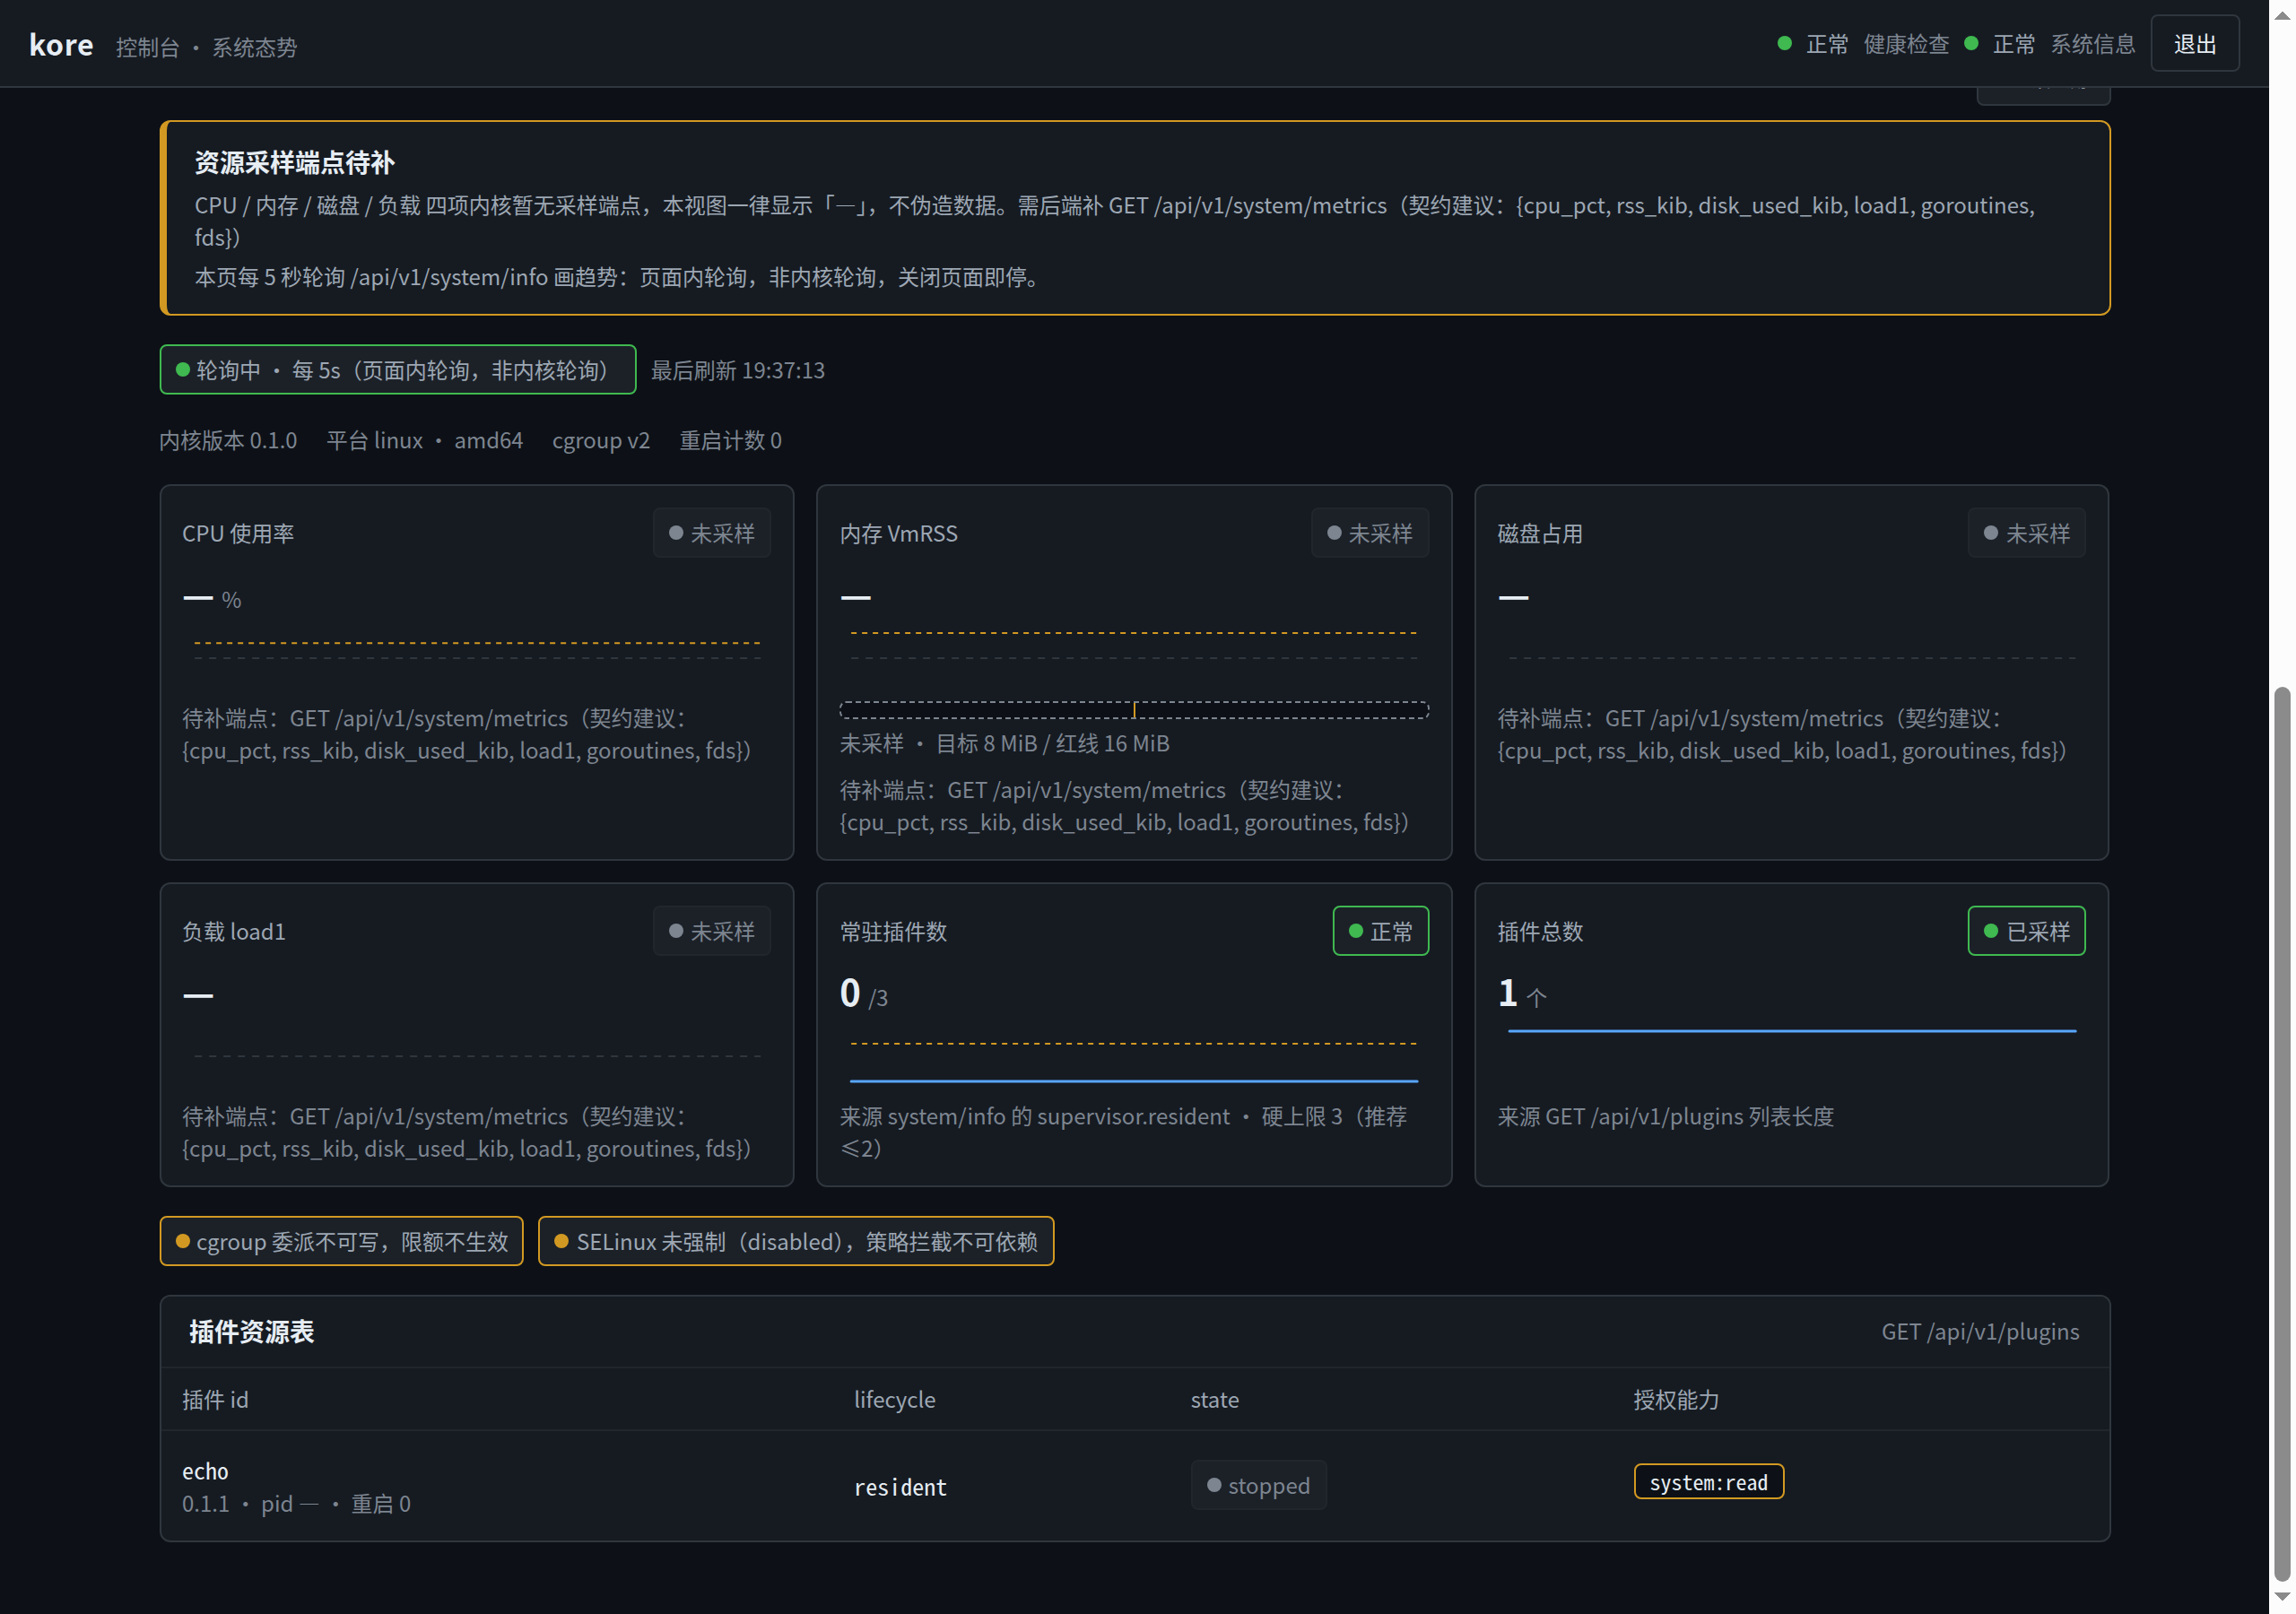 kore 控制台 · 系统态势
正常 健康检查 正常 系统信息 退出
资源采样端点待补
CPU / 内存 / 磁盘 / 负载 四项内核暂无采样端点，本视图一律显示「—」，不伪造数据。需后端补 GET /api/v1/system/metrics（契约建议：{cpu_pct, rss_kib, disk_used_kib, load1, goroutines,
fds}）
本页每 5 秒轮询 /api/v1/system/info 画趋势：页面内轮询，非内核轮询，关闭页面即停。
轮询中 · 每 5s（页面内轮询，非内核轮询） 最后刷新 19:37:13
内核版本 0.1.0 平台 linux · amd64 cgroup v2 重启计数 0
CPU 使用率 未采样
— %
待补端点：GET /api/v1/system/metrics（契约建议：
{cpu_pct, rss_kib, disk_used_kib, load1, goroutines, fds}）
内存 VmRSS 未采样
—
未采样 · 目标 8 MiB / 红线 16 MiB
待补端点：GET /api/v1/system/metrics（契约建议：
{cpu_pct, rss_kib, disk_used_kib, load1, goroutines, fds}）
磁盘占用 未采样
—
待补端点：GET /api/v1/system/metrics（契约建议：
{cpu_pct, rss_kib, disk_used_kib, load1, goroutines, fds}）
负载 load1 未采样
—
待补端点：GET /api/v1/system/metrics（契约建议：
{cpu_pct, rss_kib, disk_used_kib, load1, goroutines, fds}）
常驻插件数 正常
0 /3
来源 system/info 的 supervisor.resident · 硬上限 3（推荐
≤2）
插件总数 已采样
1 个
来源 GET /api/v1/plugins 列表长度
cgroup 委派不可写，限额不生效 SELinux 未强制（disabled），策略拦截不可依赖
插件资源表 GET /api/v1/plugins
插件 id lifecycle state 授权能力
echo
0.1.1 · pid — · 重启 0
resident stopped system:read